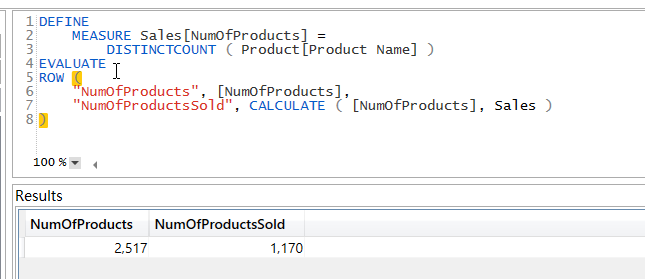 1 DEFINE
2 MEASURE Sales[NumOfProducts] =
3 DISTINCTCOUNT ( Product[Product Name] )
4 EVALUATE
5 ROW (
6 "NumOfProducts", [NumOfProducts],
7 "NumOfProductsSold", CALCULATE ( [NumOfProducts], Sales )
8 )
100 %
Results
NumOfProducts NumOfProductsSold
2,517 1,170